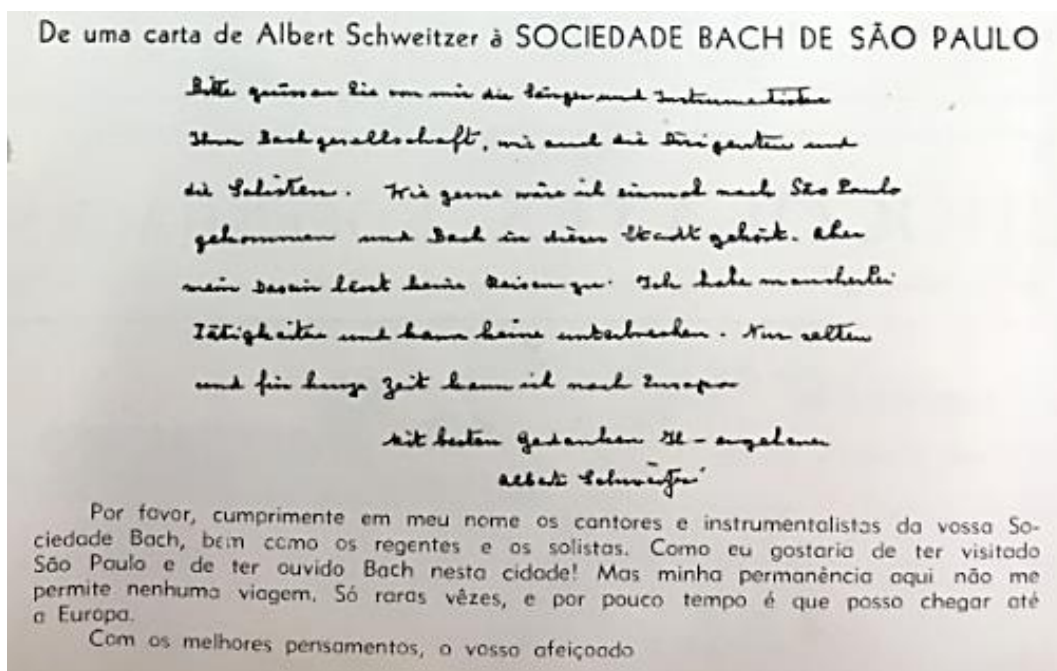 De uma carta de Albert Schweitzer à SOCIEDADE BACH DE SÃO PAULO
Bitte grüssen Sie von mir die Sänger und Instrumentisten
Ihrer Bachgesellschaft, wie auch die Dirigenten und
die Solisten. Wie gerne wäre ich einmal nach São Paulo
gekommen und Bach in dieser Stadt gehört. Aber
mein Dasein lässt keine Reisen zu. Ich habe mancherlei
Tätigkeiten und kann keine unterbrechen. Nur selten
und für kurze Zeit kann ich nach Europa
Mit besten Gedanken Ihr ergebener
Albert Schweitzer
Por favor, cumprimente em meu nome os cantores e instrumentalistas da vossa So-
ciedade Bach, bem como os regentes e os solistas. Como eu gostaria de ter visitado
São Paulo e de ter ouvido Bach nesta cidade! Mas minha permanência aqui não me
permite nenhuma viagem. Só raras vêzes, e por pouco tempo é que posso chegar até
a Europa.
Com os melhores pensamentos, o vosso afeiçoado